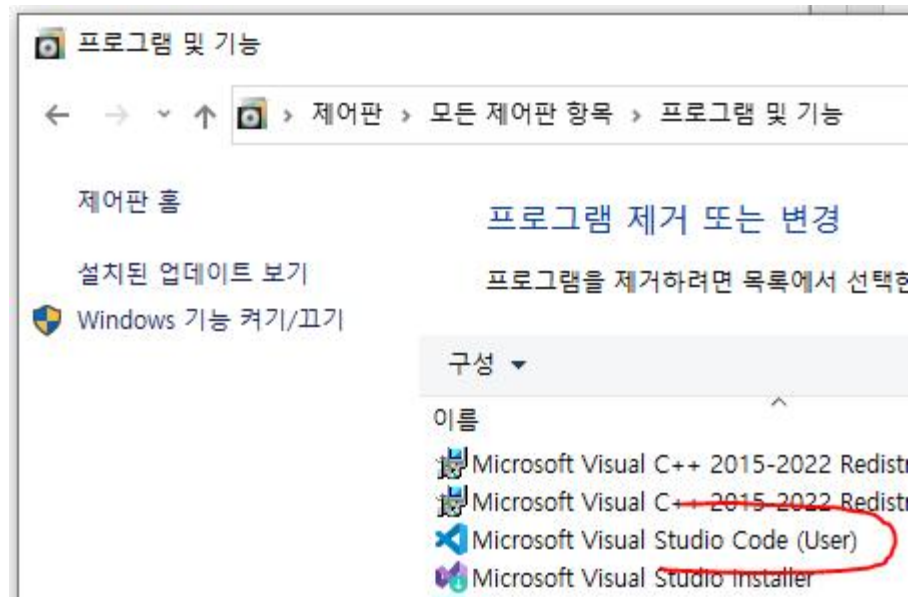 프로그램 및 기능
제어판 › 모든 제어판 항목 › 프로그램 및 기능
제어판 홈
설치된 업데이트 보기
Windows 기능 켜기/끄기
프로그램 제거 또는 변경
프로그램을 제거하려면 목록에서 선택한
구성
이름
Microsoft Visual C++ 2015-2022 Redistr
Microsoft Visual C++ 2015-2022 Redistr
Microsoft Visual Studio Code (User)
Microsoft Visual Studio Installer